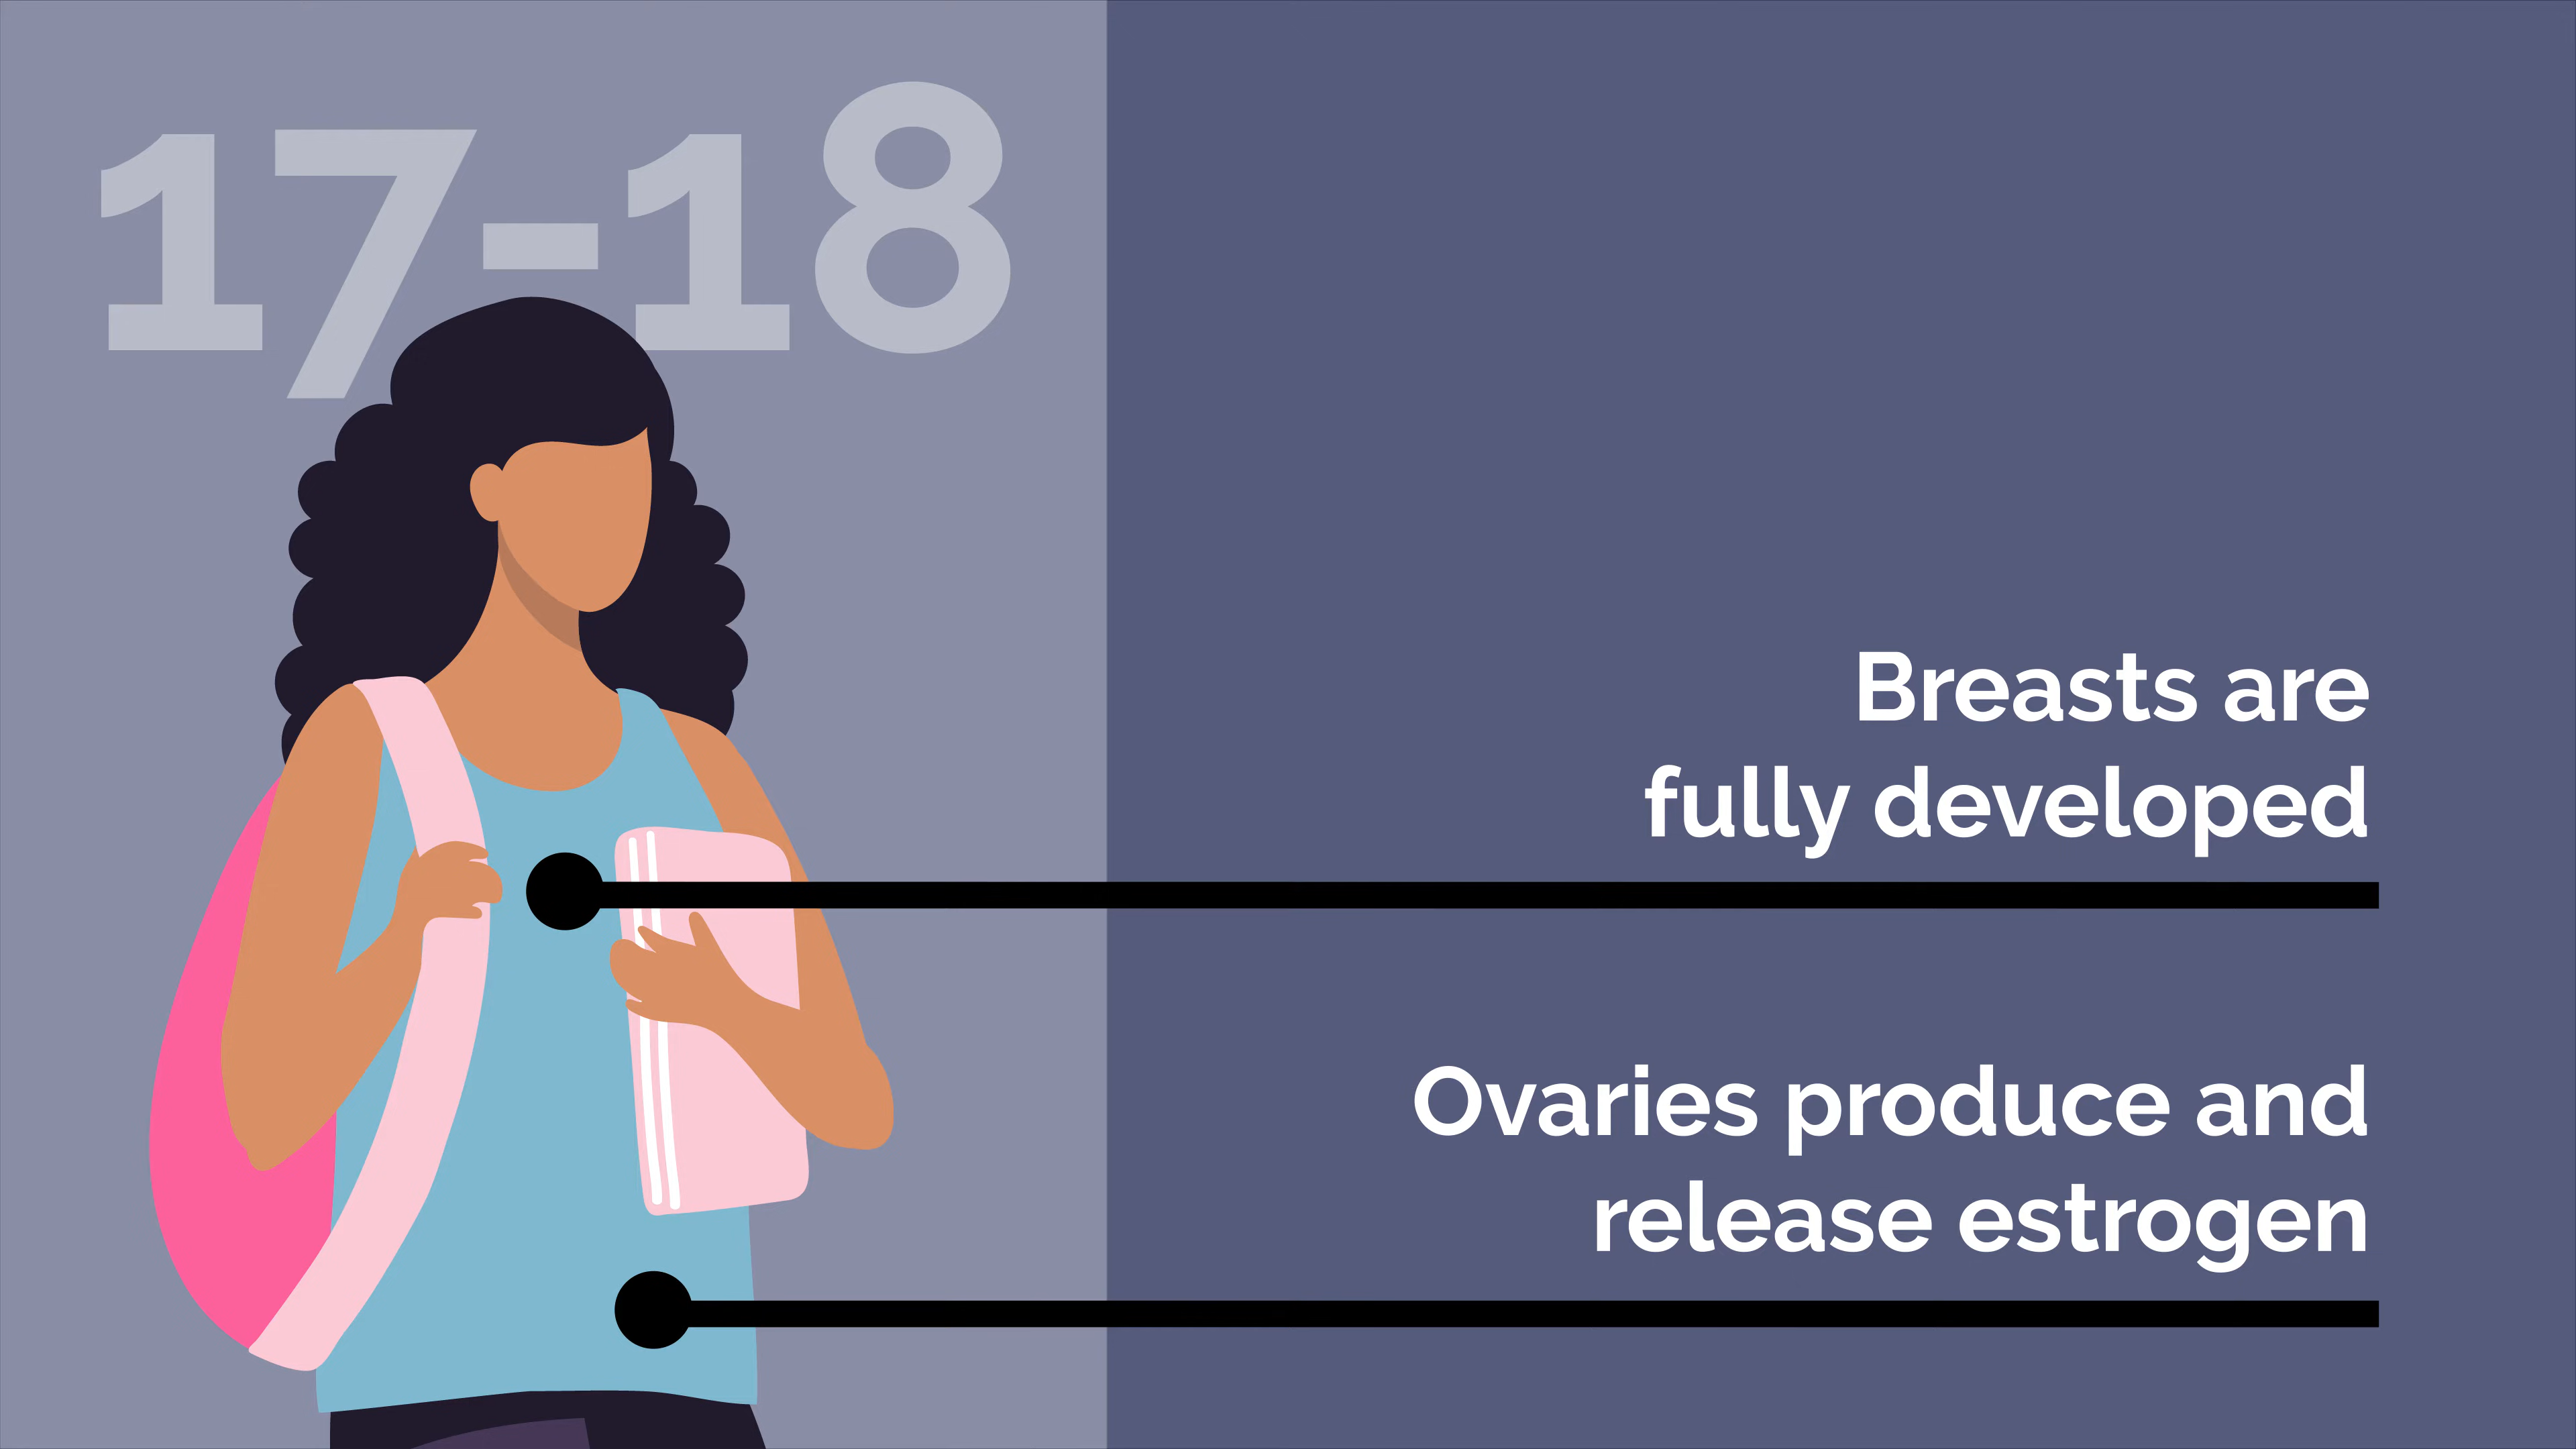 17-18
Breasts are
fully developed
Ovaries produce and
release estrogen